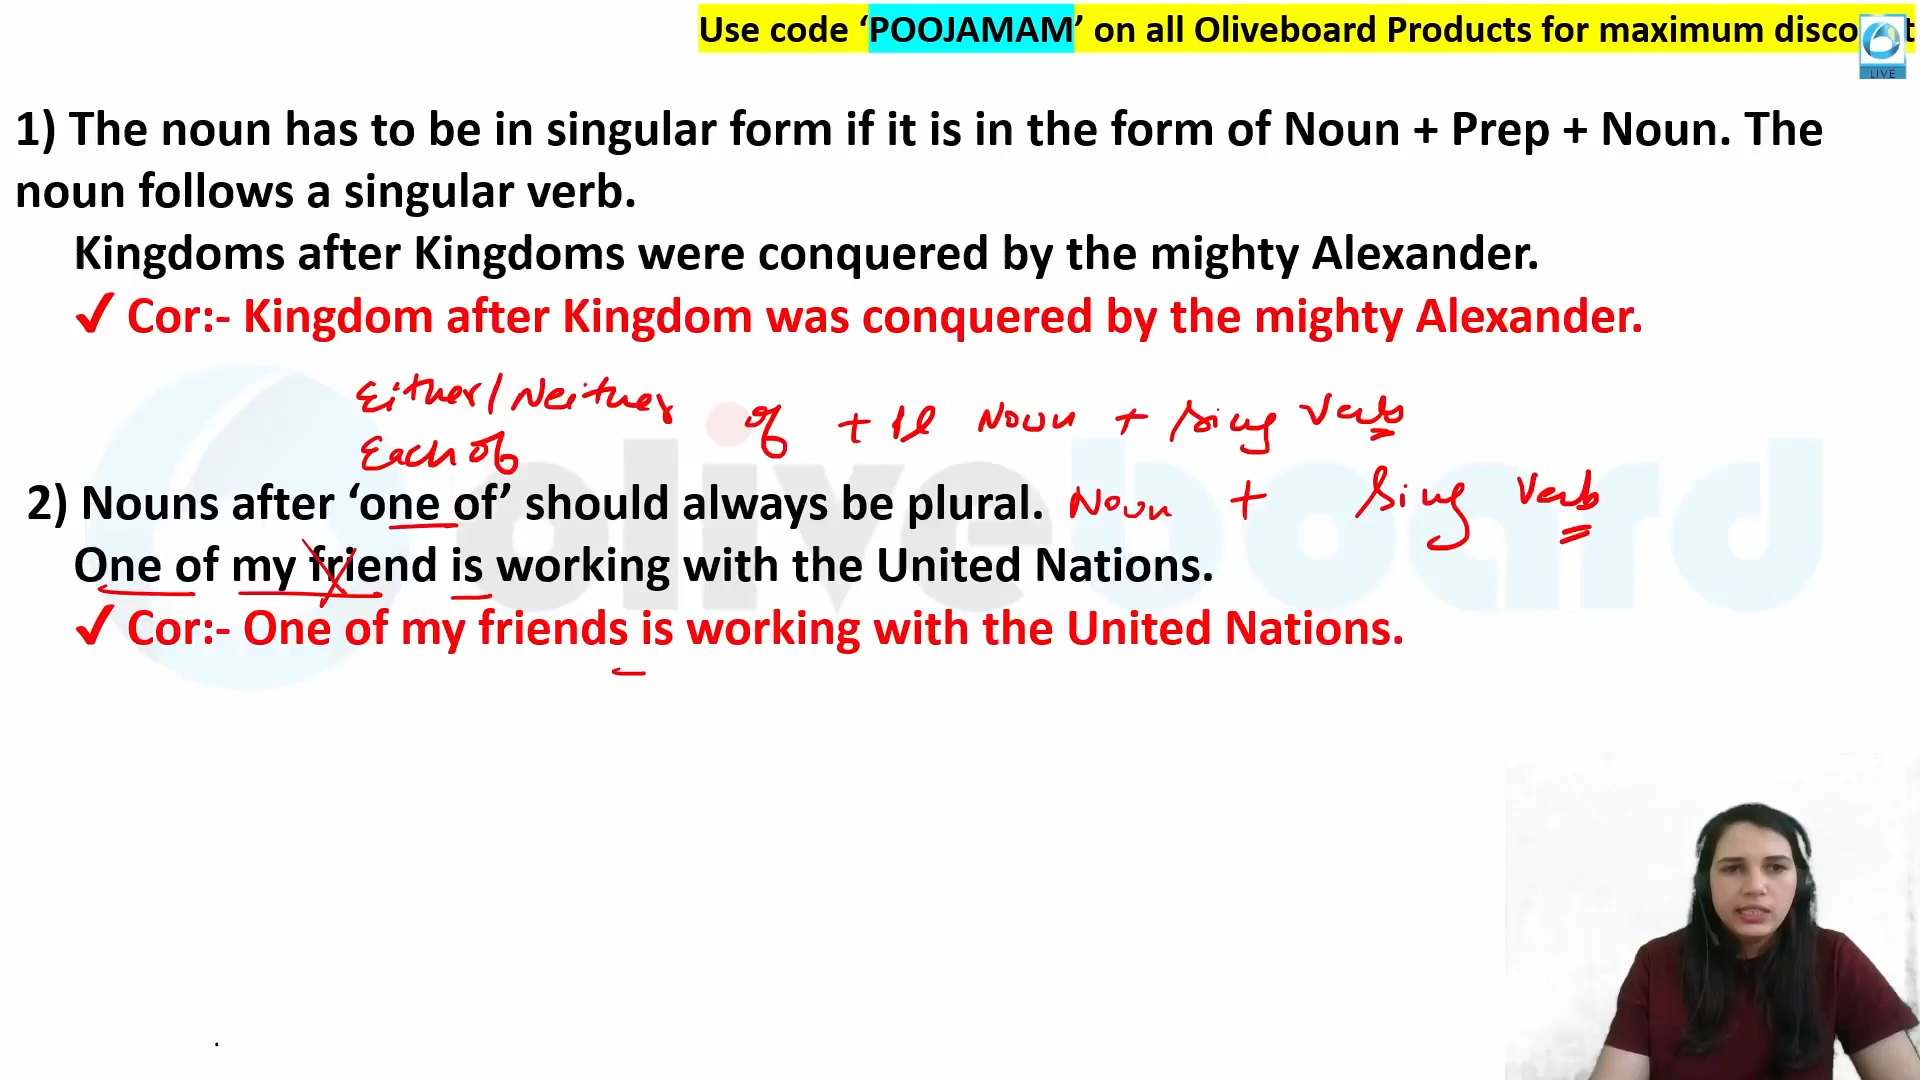 Use code ‘POOJAMAM’ on all Oliveboard Products for maximum disco t
LIVE
1) The noun has to be in singular form if it is in the form of Noun + Prep + Noun. The
noun follows a singular verb.
Kingdoms after Kingdoms were conquered by the mighty Alexander.
✓ Cor:- Kingdom after Kingdom was conquered by the mighty Alexander.
Either/Neither of + Pl Noun + Sing Verb
Each of
2) Nouns after ‘one of’ should always be plural. Noun + Sing Verb
One of my friend is working with the United Nations.
✓ Cor:- One of my friends is working with the United Nations.
oliveboard